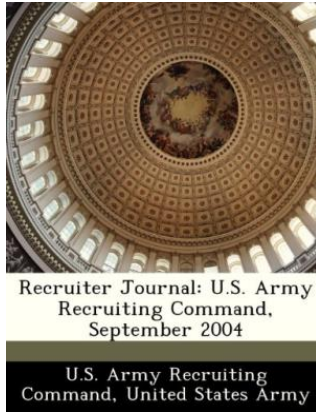 Recruiter Journal: U.S. Army
Recruiting Command,
September 2004
U.S. Army Recruiting
Command, United States Army